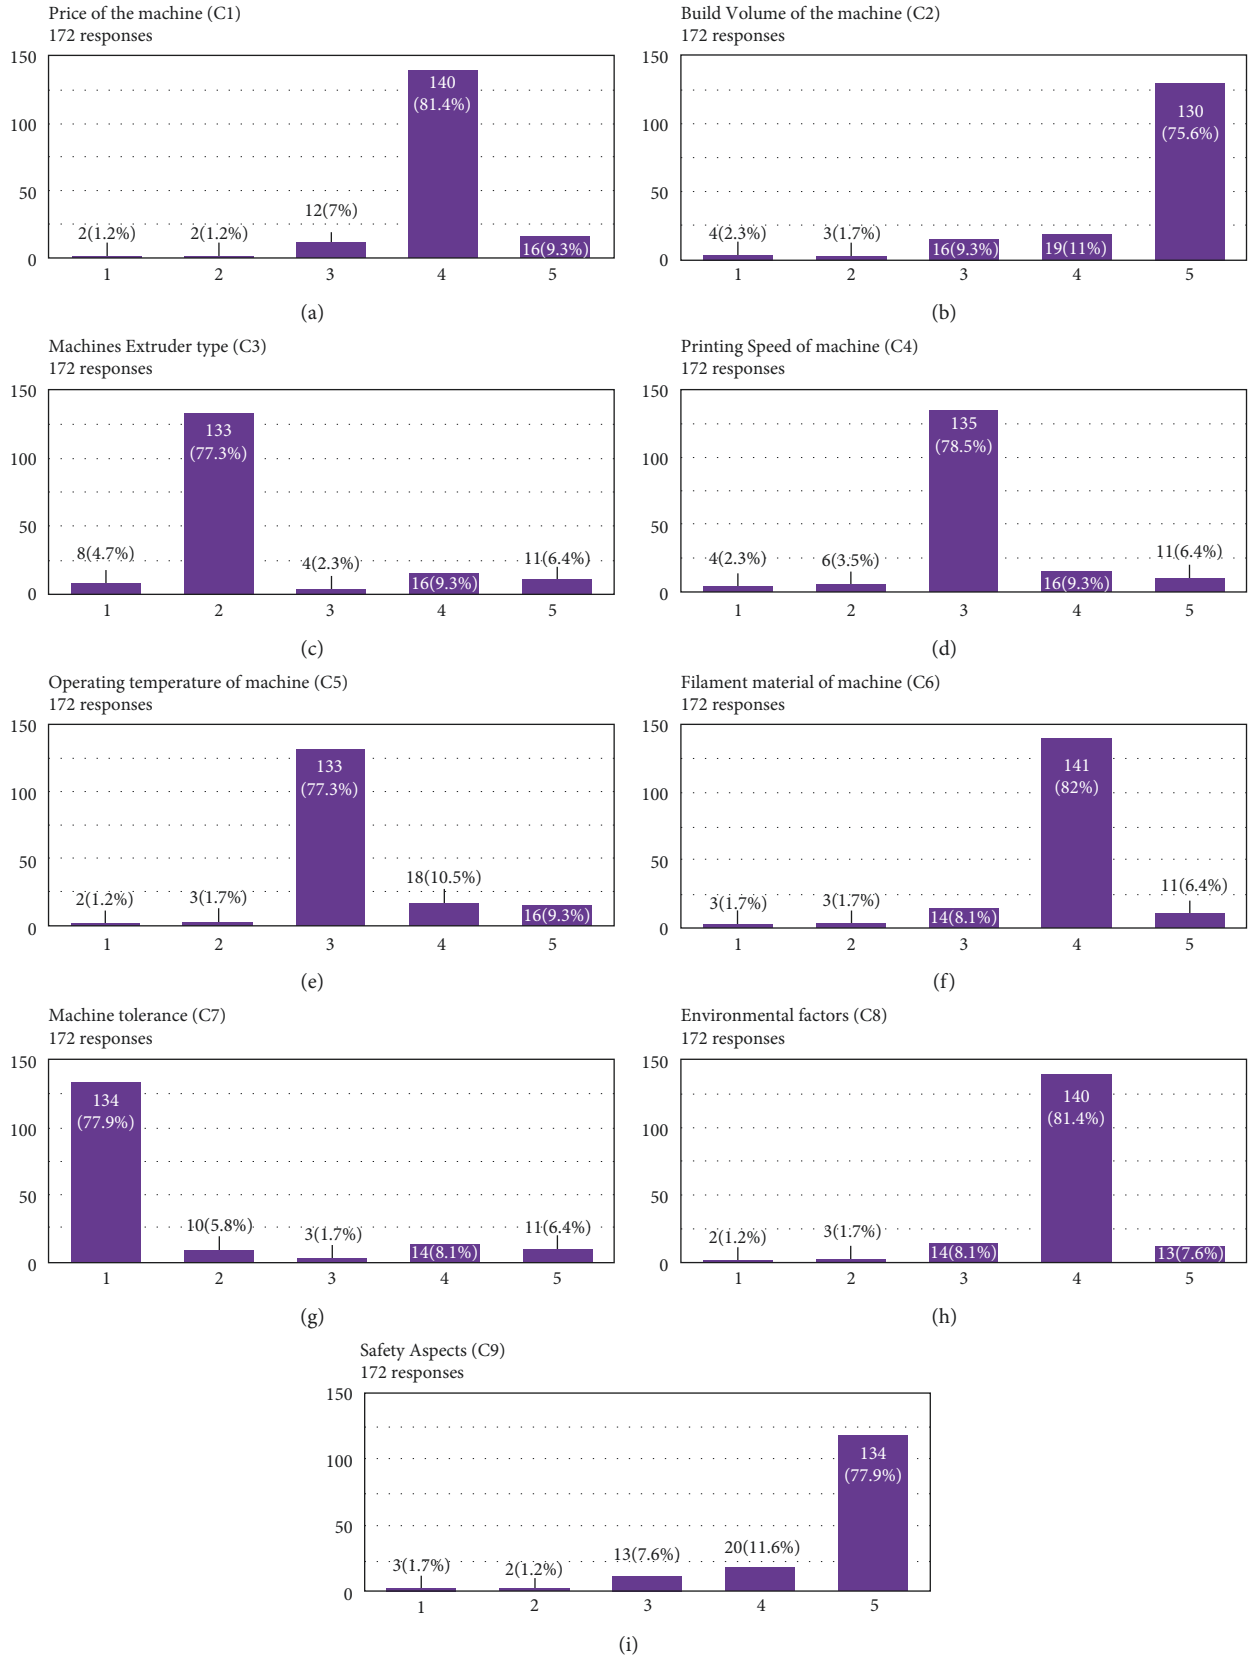 Price of the machine (C1)
172 responses
150
100
50
0
2(1.2%)
2(1.2%)
12(7%)
140
(81.4%)
16(9.3%)
1 2 3 4 5
(a)
Build Volume of the machine (C2)
172 responses
150
100
50
0
4(2.3%)
3(1.7%)
16(9.3%)
19(11%)
130
(75.6%)
1 2 3 4 5
(b)
Machines Extruder type (C3)
172 responses
150
100
50
0
8(4.7%)
133
(77.3%)
4(2.3%)
16(9.3%)
11(6.4%)
1 2 3 4 5
(c)
Printing Speed of machine (C4)
172 responses
150
100
50
0
4(2.3%)
6(3.5%)
135
(78.5%)
16(9.3%)
11(6.4%)
1 2 3 4 5
(d)
Operating temperature of machine (C5)
172 responses
150
100
50
0
2(1.2%)
3(1.7%)
133
(77.3%)
18(10.5%)
16(9.3%)
1 2 3 4 5
(e)
Filament material of machine (C6)
172 responses
150
100
50
0
3(1.7%)
3(1.7%)
14(8.1%)
141
(82%)
11(6.4%)
1 2 3 4 5
(f)
Machine tolerance (C7)
172 responses
150
100
50
0
134
(77.9%)
10(5.8%)
3(1.7%)
14(8.1%)
11(6.4%)
1 2 3 4 5
(g)
Environmental factors (C8)
172 responses
150
100
50
0
2(1.2%)
3(1.7%)
14(8.1%)
140
(81.4%)
13(7.6%)
1 2 3 4 5
(h)
Safety Aspects (C9)
172 responses
150
100
50
0
3(1.7%)
2(1.2%)
13(7.6%)
20(11.6%)
134
(77.9%)
1 2 3 4 5
(i)